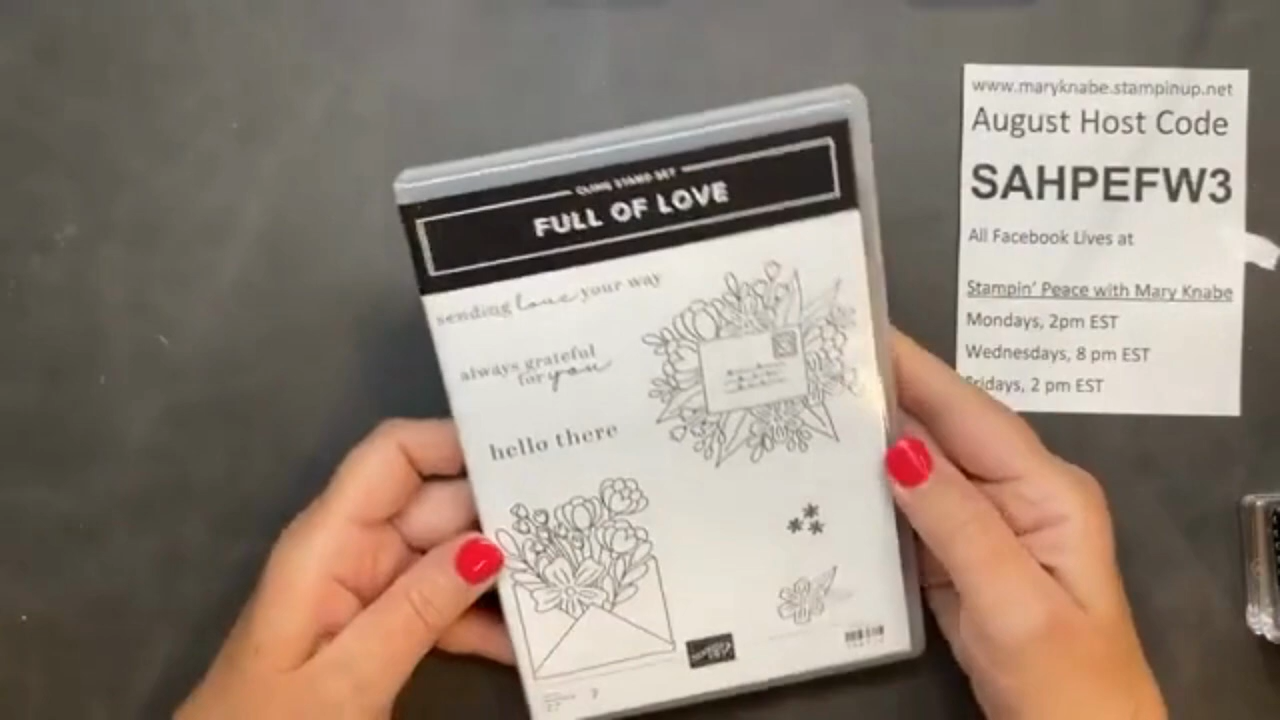 CLING STAMP SET
FULL OF LOVE
sending love your way
always grateful
for you
hello there
www.maryknabe.stampinup.net
August Host Code
SAHPEFW3
All Facebook Lives at
Stampin' Peace with Mary Knabe
Mondays, 2pm EST
Wednesdays, 8 pm EST
Fridays, 2 pm EST